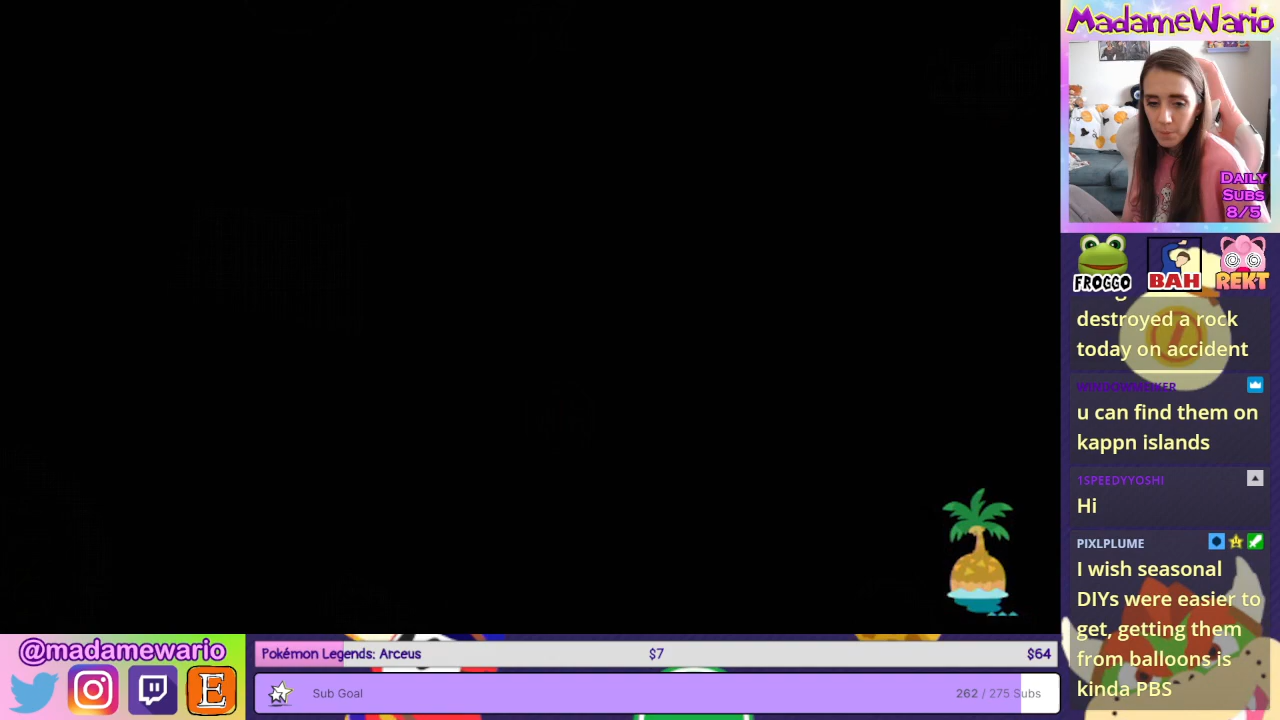 MadameWario
Daily
Subs
8/5
FROGGO
BAH
REKT
destroyed a rock
today on accident
WINDOWMEIKER
u can find them on
kappn islands
1SPEEDYYOSHI
Hi
PIXLPLUME
I wish seasonal
DIYs were easier to
get, getting them
from balloons is
kinda PBS
@madamewario
E
Pokémon Legends: Arceus
$7
$64
Sub Goal
262 / 275 Subs